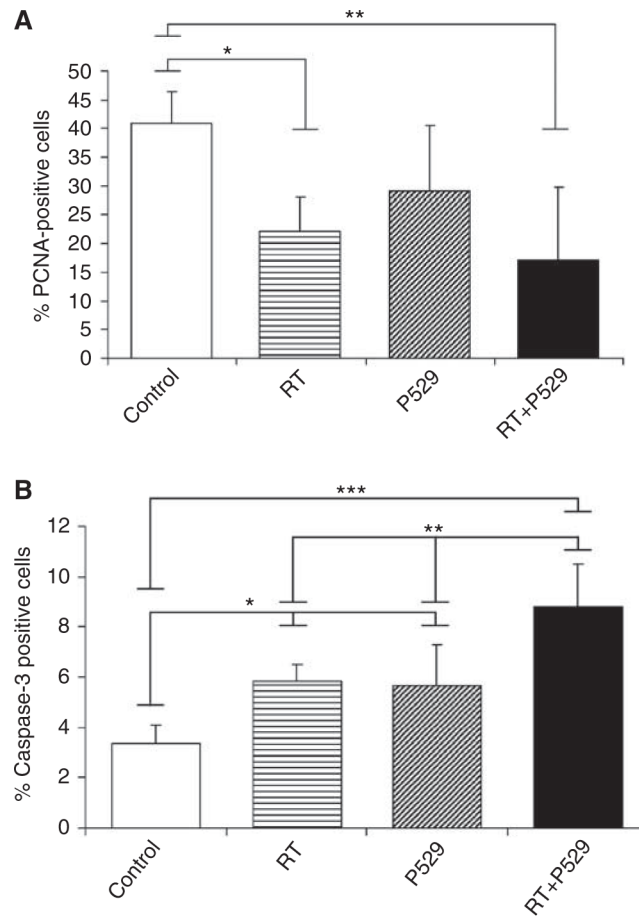 A
**
*
50
45
40
35
30
25
20
15
10
5
0
% PCNA-positive cells
Control
RT
P529
RT+P529
B
***
**
*
12
10
8
6
4
2
0
% Caspase-3 positive cells
Control
RT
P529
RT+P529